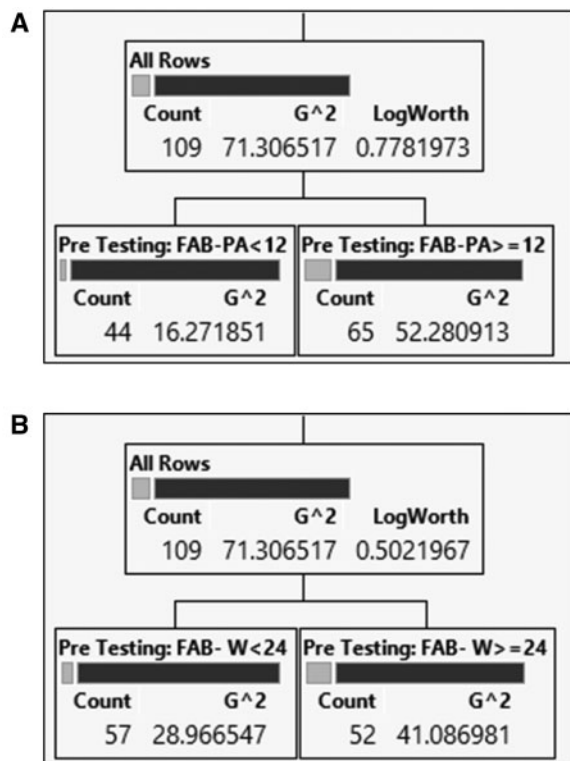 A
All Rows
Count G^2 LogWorth
109 71.306517 0.7781973
Pre Testing: FAB-PA<12 Pre Testing: FAB-PA>=12
Count G^2 Count G^2
44 16.271851 65 52.280913
B
All Rows
Count G^2 LogWorth
109 71.306517 0.5021967
Pre Testing: FAB- W<24 Pre Testing: FAB- W>=24
Count G^2 Count G^2
57 28.966547 52 41.086981